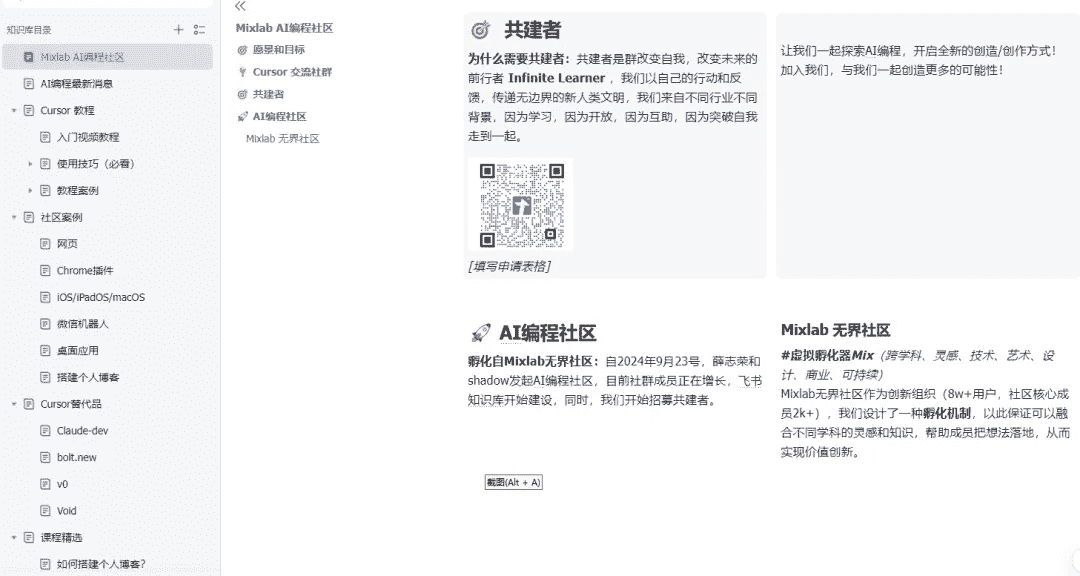 知识库目录
Mixlab AI编程社区
AI编程最新消息
Cursor 教程
入门视频教程
使用技巧（必看）
教程案例
社区案例
网页
Chrome插件
iOS/iPadOS/macOS
微信机器人
桌面应用
搭建个人博客
Cursor替代品
Claude-dev
bolt.new
v0
Void
课程精选
如何搭建个人博客？
Mixlab AI编程社区
愿景和目标
Cursor 交流社群
共建者
AI编程社区
Mixlab 无界社区
共建者
为什么需要共建者：共建者是群改变自我，改变未来的
前行者 Infinite Learner ，我们以自己的行动和反
馈，传递无边界的新人类文明，我们来自不同行业不同
背景，因为学习，因为开放，因为互助，因为突破自我
走到一起。
[填写申请表格]
让我们一起探索AI编程，开启全新的创造/创作方式！
加入我们，与我们一起创造更多的可能性！
AI编程社区
孵化自Mixlab无界社区：自2024年9月23号，薛志荣和
shadow发起AI编程社区，目前社群成员正在增长，飞书
知识库开始建设，同时，我们开始招募共建者。
截图(Alt + A)
Mixlab 无界社区
#虚拟孵化器Mix（跨学科、灵感、技术、艺术、设
计、商业、可持续）
Mixlab无界社区作为创新组织（8w+用户，社区核心成
员2k+），我们设计了一种孵化机制，以此保证可以融
合不同学科的灵感和知识，帮助成员把想法落地，从而
实现价值创新。